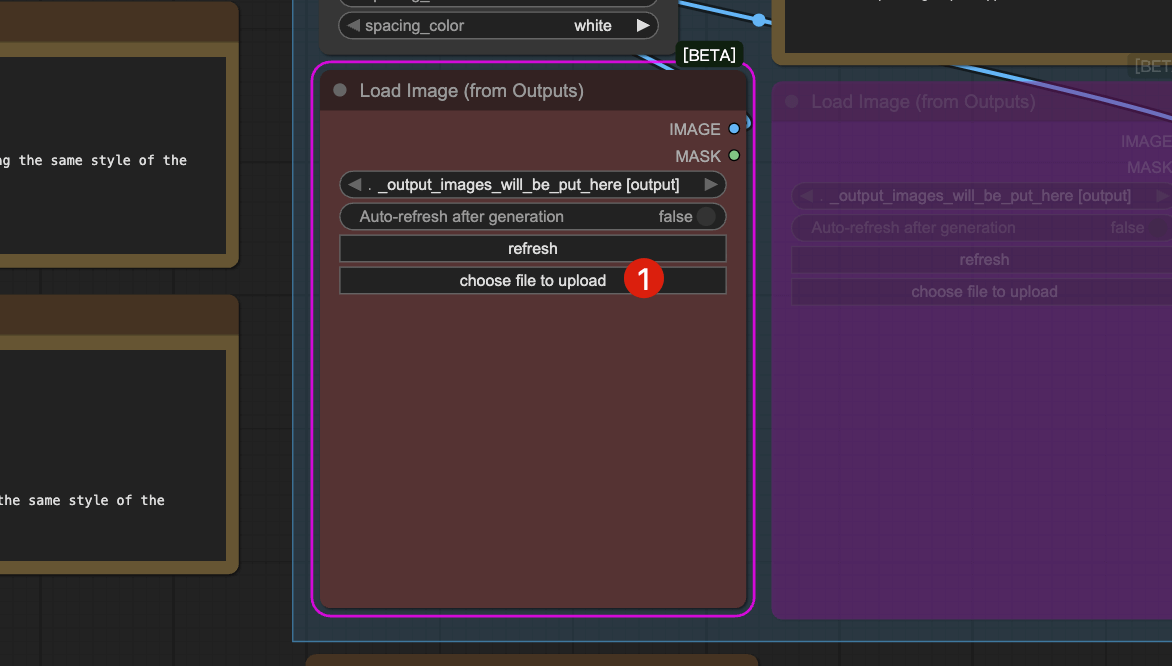 spacing_color white
[BETA]
Load Image (from Outputs)
IMAGE
MASK
. _output_images_will_be_put_here [output]
Auto-refresh after generation false
refresh
choose file to upload 1
the same style of the
the same style of the
[BET
Load Image (from Outputs)
IMAGE
MASK
. _output_images_will_be_put_here [output]
Auto-refresh after generation false
refresh
choose file to upload